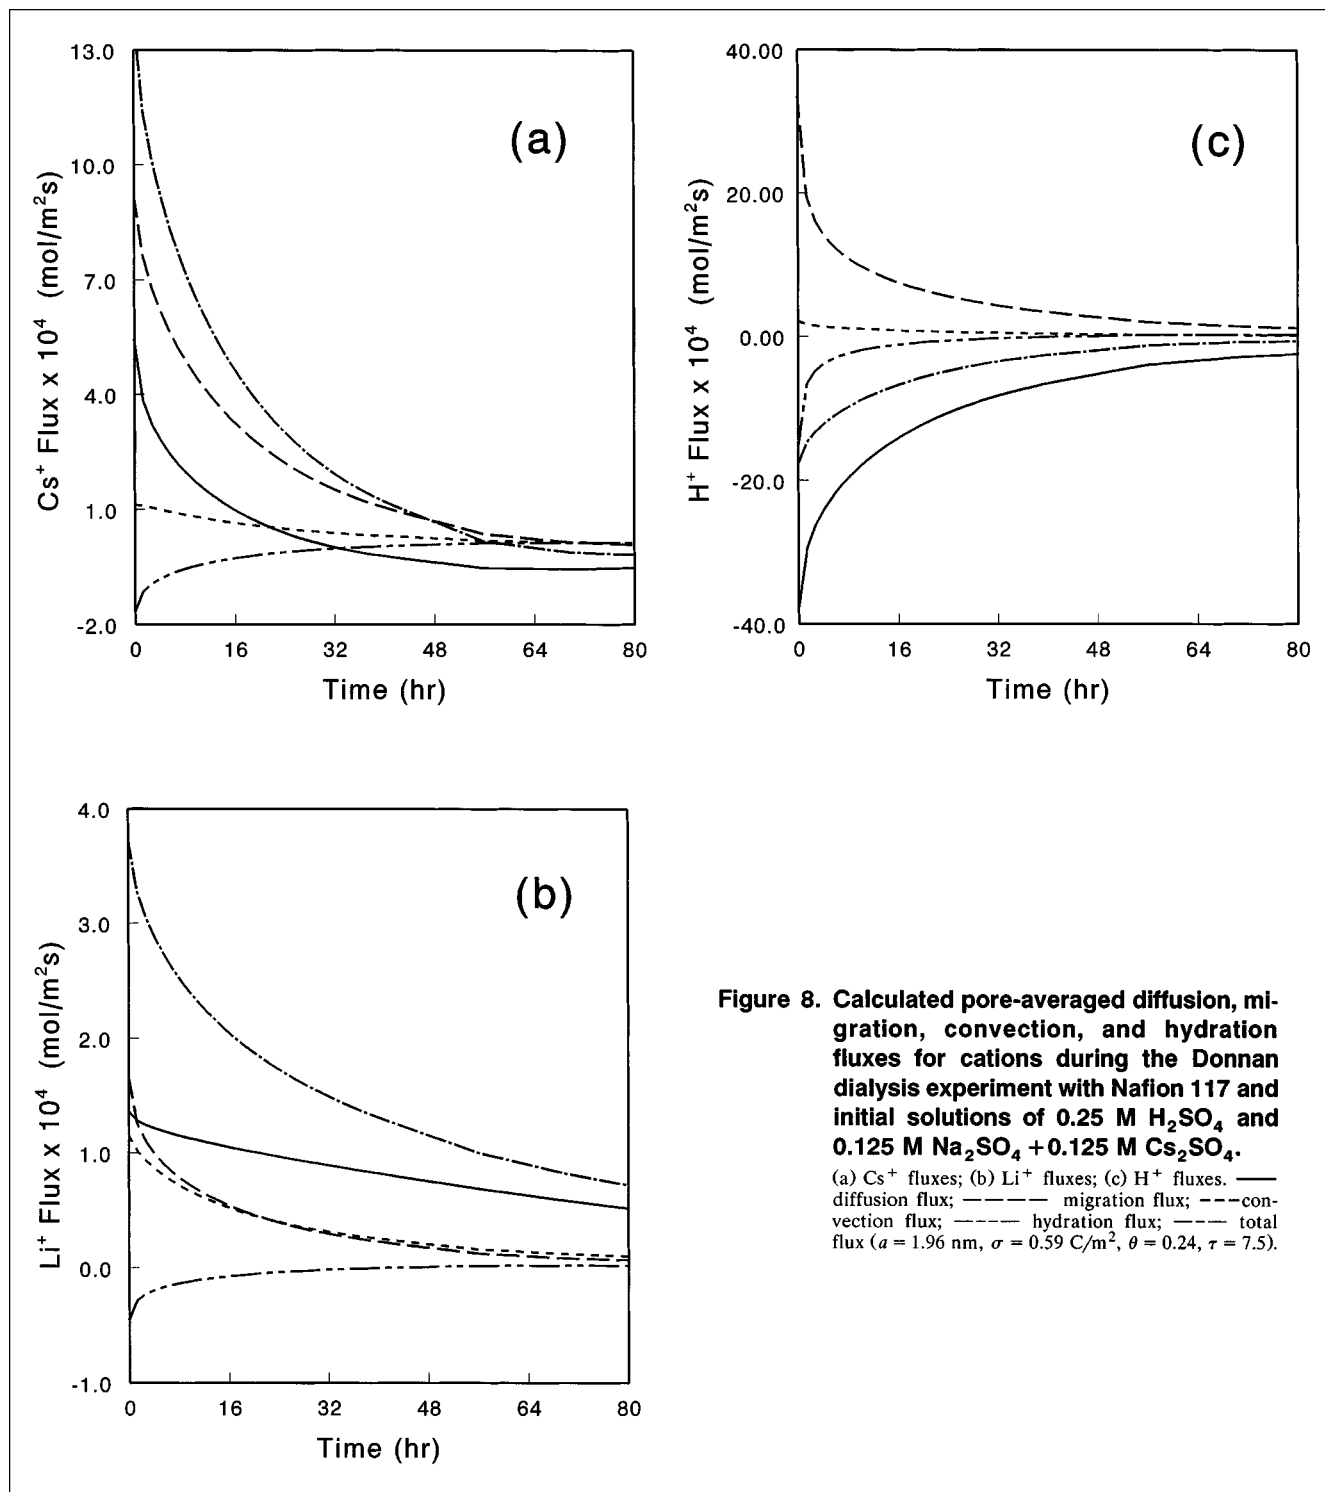 13.0
10.0
7.0
4.0
1.0
-2.0
0
16
32
48
64
80
Time (hr)
Cs⁺ Flux x 10⁴ (mol/m²s)
(a)
40.00
20.00
0.00
-20.00
-40.0
0
16
32
48
64
80
Time (hr)
H⁺ Flux x 10⁴ (mol/m²s)
(c)
4.0
3.0
2.0
1.0
0.0
-1.0
0
16
32
48
64
80
Time (hr)
Li⁺ Flux x 10⁴ (mol/m²s)
(b)
Figure 8. Calculated pore-averaged diffusion, mi-
gration, convection, and hydration
fluxes for cations during the Donnan
dialysis experiment with Nafion 117 and
initial solutions of 0.25 M H₂SO₄ and
0.125 M Na₂SO₄ + 0.125 M Cs₂SO₄.
(a) Cs⁺ fluxes; (b) Li⁺ fluxes; (c) H⁺ fluxes. ——
diffusion flux; ———— migration flux; ----con-
vection flux; —---— hydration flux; —-— total
flux (a = 1.96 nm, σ = 0.59 C/m², θ = 0.24, τ = 7.5).